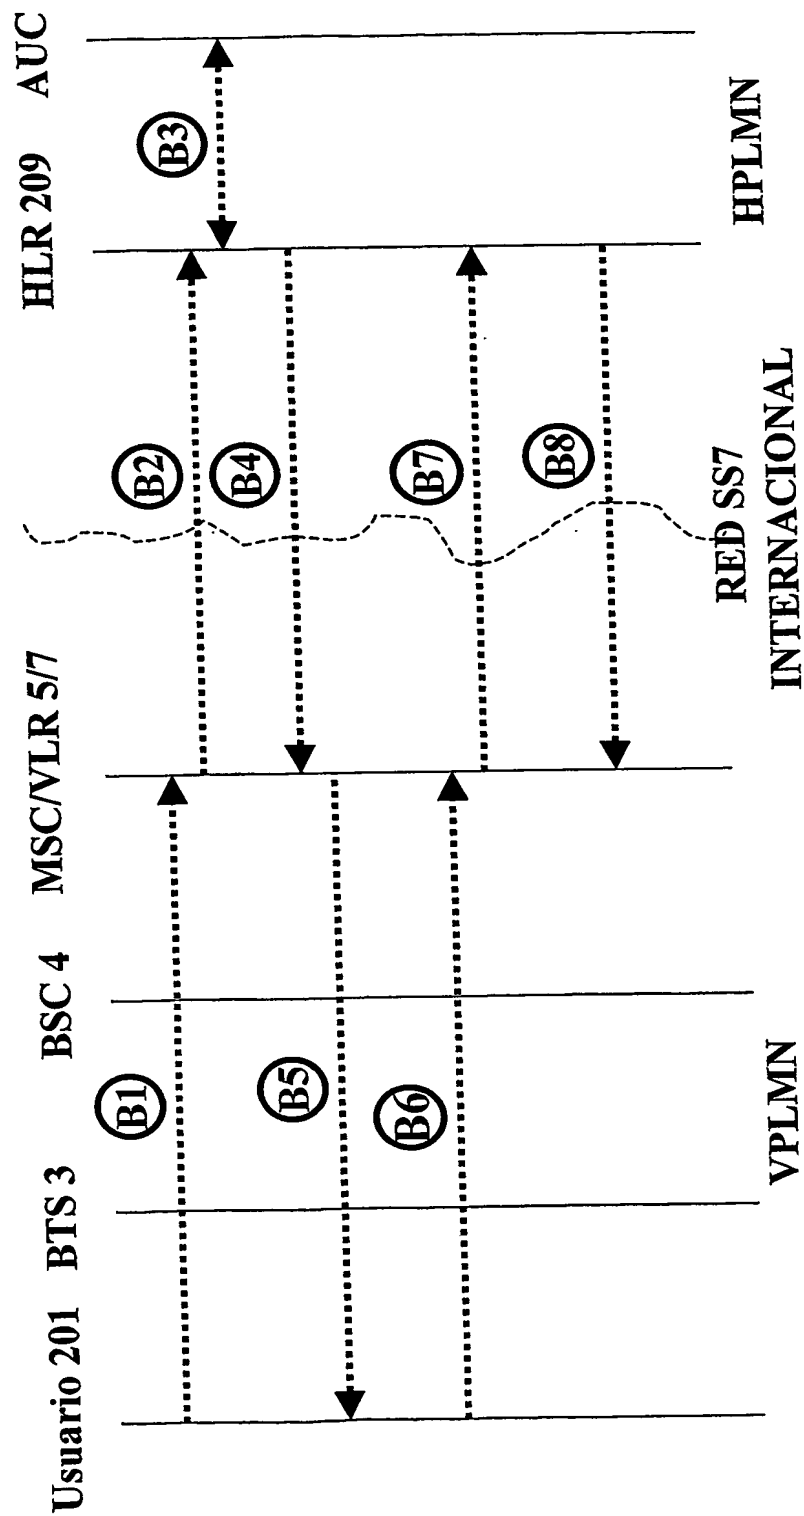 Usuario 201 BTS 3 BSC 4 MSC/VLR 5/7 HLR 209 AUC
B1
B2
B3
B4
B5
B6
B7
B8
VPLMN
RED SS7
INTERNACIONAL
HPLMN